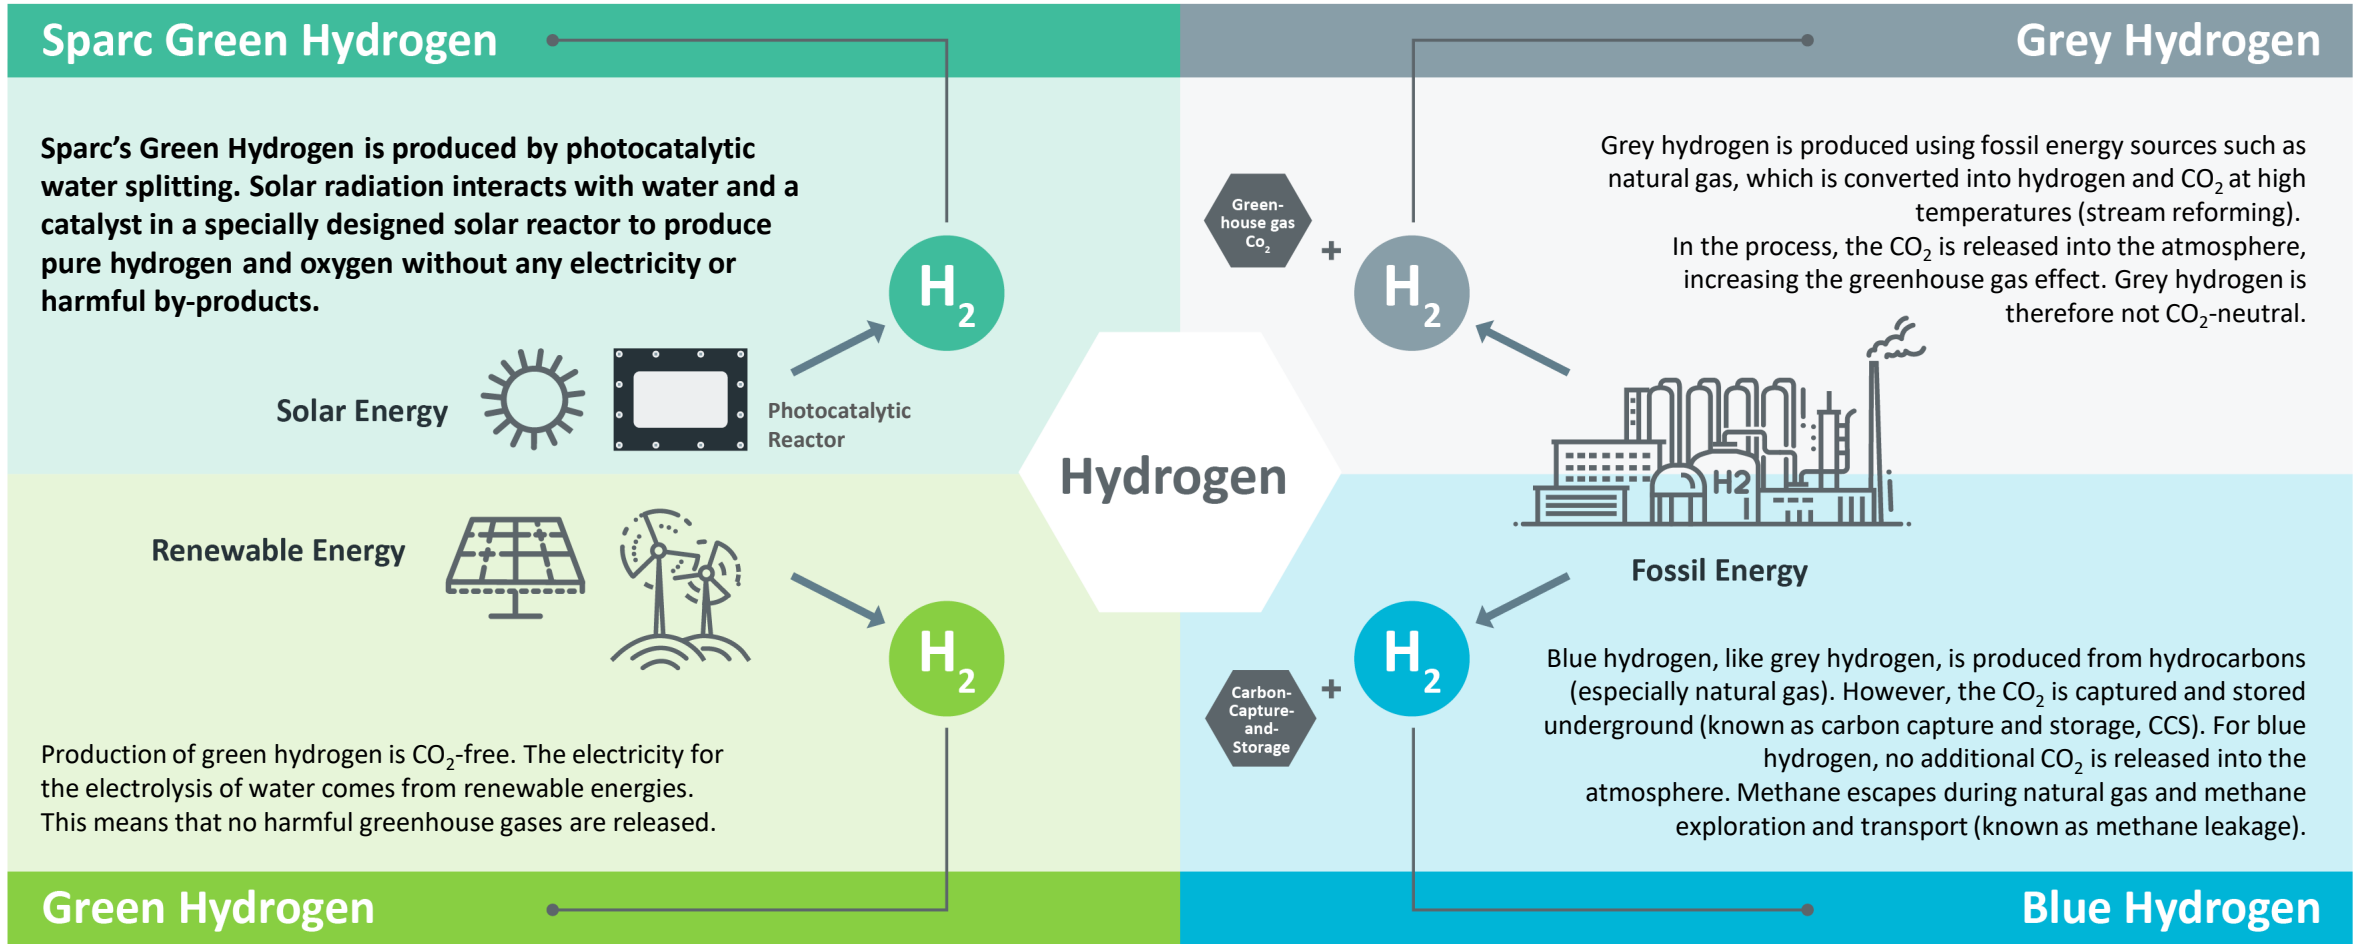 Sparc Green Hydrogen
Sparc’s Green Hydrogen is produced by photocatalytic
water splitting. Solar radiation interacts with water and a
catalyst in a specially designed solar reactor to produce
pure hydrogen and oxygen without any electricity or
harmful by-products.
H₂
Solar Energy
Photocatalytic
Reactor
Grey Hydrogen
Grey hydrogen is produced using fossil energy sources such as
natural gas, which is converted into hydrogen and CO₂ at high
temperatures (stream reforming).
In the process, the CO₂ is released into the atmosphere,
increasing the greenhouse gas effect. Grey hydrogen is
therefore not CO₂-neutral.
Green-
house gas
Co₂
+
H₂
Hydrogen
H2
Fossil Energy
Renewable Energy
H₂
Production of green hydrogen is CO₂-free. The electricity for
the electrolysis of water comes from renewable energies.
This means that no harmful greenhouse gases are released.
Green Hydrogen
Carbon-
Capture-
and-
Storage
+
H₂
Blue hydrogen, like grey hydrogen, is produced from hydrocarbons
(especially natural gas). However, the CO₂ is captured and stored
underground (known as carbon capture and storage, CCS). For blue
hydrogen, no additional CO₂ is released into the
atmosphere. Methane escapes during natural gas and methane
exploration and transport (known as methane leakage).
Blue Hydrogen